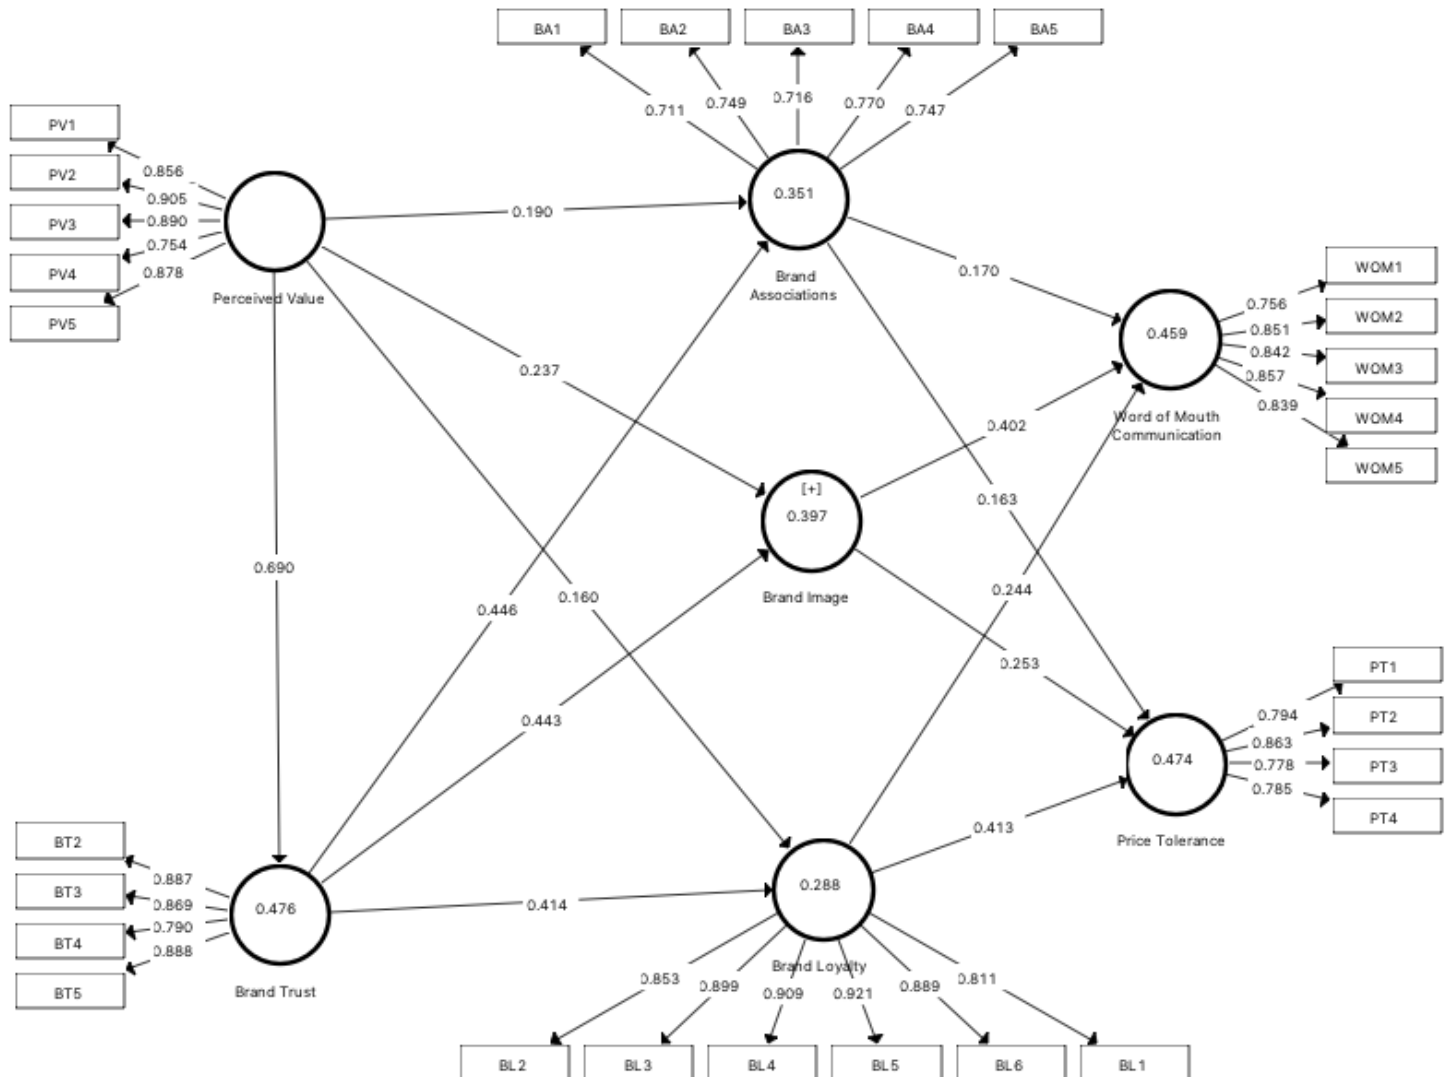 BA1
BA2
BA3
BA4
BA5
0.711
0.749
0.716
0.770
0.747
PV1
PV2
PV3
PV4
PV5
0.856
0.905
0.890
0.754
0.878
Perceived Value
0.190
0.351
Brand
Associations
0.170
0.237
0.459
Word of Mouth
Communication
0.756
0.851
0.842
0.857
0.839
WOM1
WOM2
WOM3
WOM4
WOM5
0.402
[+]
0.397
Brand Image
0.163
0.690
0.446
0.160
0.244
0.443
0.253
0.474
Price Tolerance
0.794
0.863
0.778
0.785
PT1
PT2
PT3
PT4
0.413
BT2
BT3
BT4
BT5
0.887
0.869
0.790
0.888
0.476
Brand Trust
0.414
0.288
Brand Loyalty
0.853
0.899
0.909
0.921
0.889
0.811
BL2
BL3
BL4
BL5
BL6
BL1